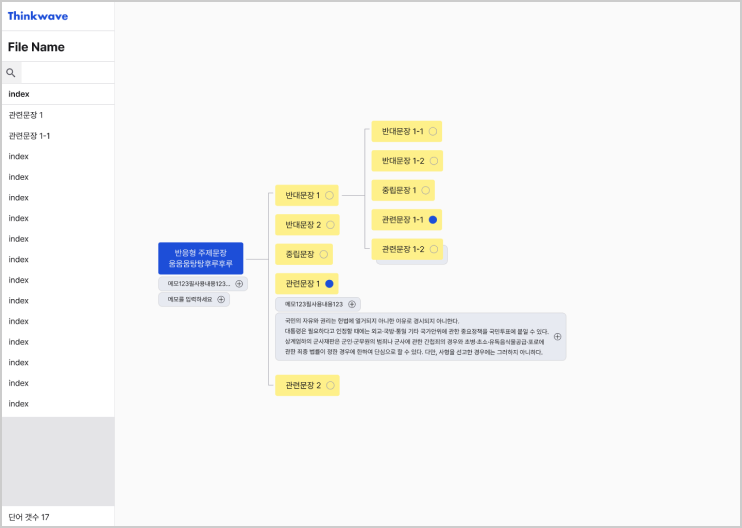 Thinkwave
File Name
index
관련문장 1
관련문장 1-1
index
index
index
index
index
index
index
index
index
index
index
index
index
단어 갯수 17
반응형 주제문장
움움몸탕탕후루후루
메모123필사용내용123...
메모를 입력하세요
반대문장 1
반대문장 2
중립문장
관련문장 1
메모123필사용내용123
국민의 자유와 권리는 헌법에 열거되지 아니한 이유로 경시되지 아니한다.
대통령은 필요하다고 인정할 때에는 외교·국방·통일 기타 국가안위에 관한 중요정책을 국민투표에 붙일 수 있다.
비상계엄하의 군사재판은 군인·군무원의 범죄나 군사에 관한 간첩죄의 경우와 초병·초소·유독음식물공급·포로에
관한 죄중 법률이 정한 경우에 한하여 단심으로 할 수 있다. 다만, 사형을 선고한 경우에는 그러하지 아니하다.
관련문장 2
반대문장 1-1
반대문장 1-2
중립문장 1
관련문장 1-1
관련문장 1-2